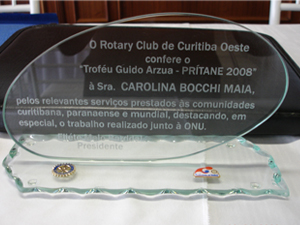 O Rotary Club de Curitiba Oeste
confere o
"Troféu Guido Arzua - PRÍTANE 2008"
à Sra. CAROLINA BOCCHI MAIA,
pelos relevantes serviços prestados às comunidades
curitibana, paranaense e mundial, destacando, em
especial, o trabalho realizado junto à ONU.
Presidente